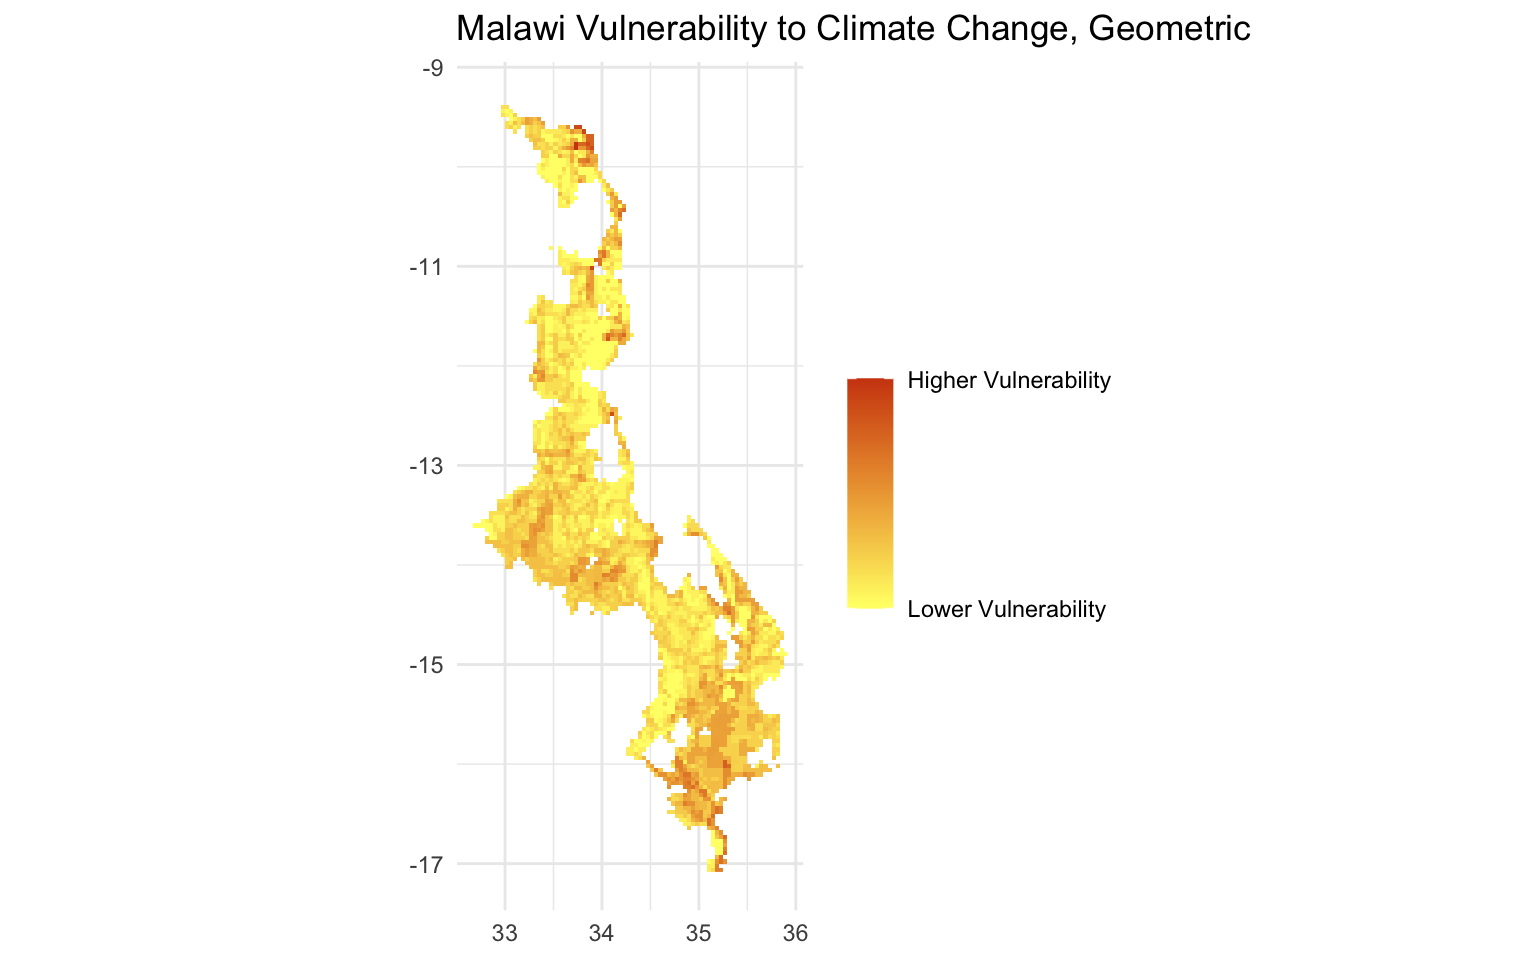 Malawi Vulnerability to Climate Change, Geometric
-9
-11
-13
-15
-17
33 34 35 36
Higher Vulnerability
Lower Vulnerability